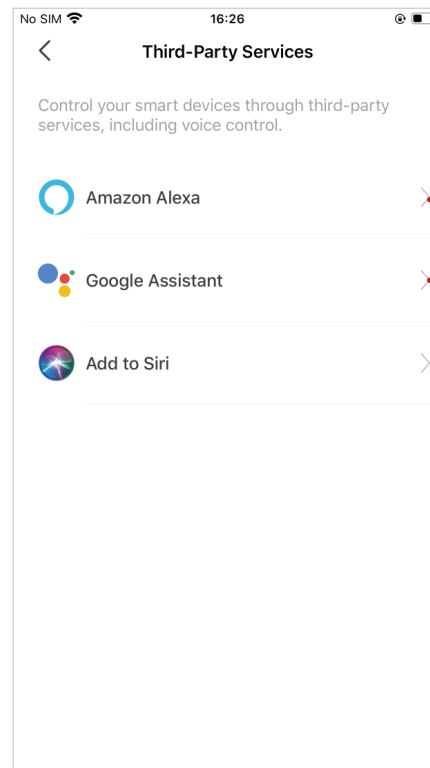 No SIM 16:26
Third-Party Services
Control your smart devices through third-party
services, including voice control.
Amazon Alexa
Google Assistant
Add to Siri